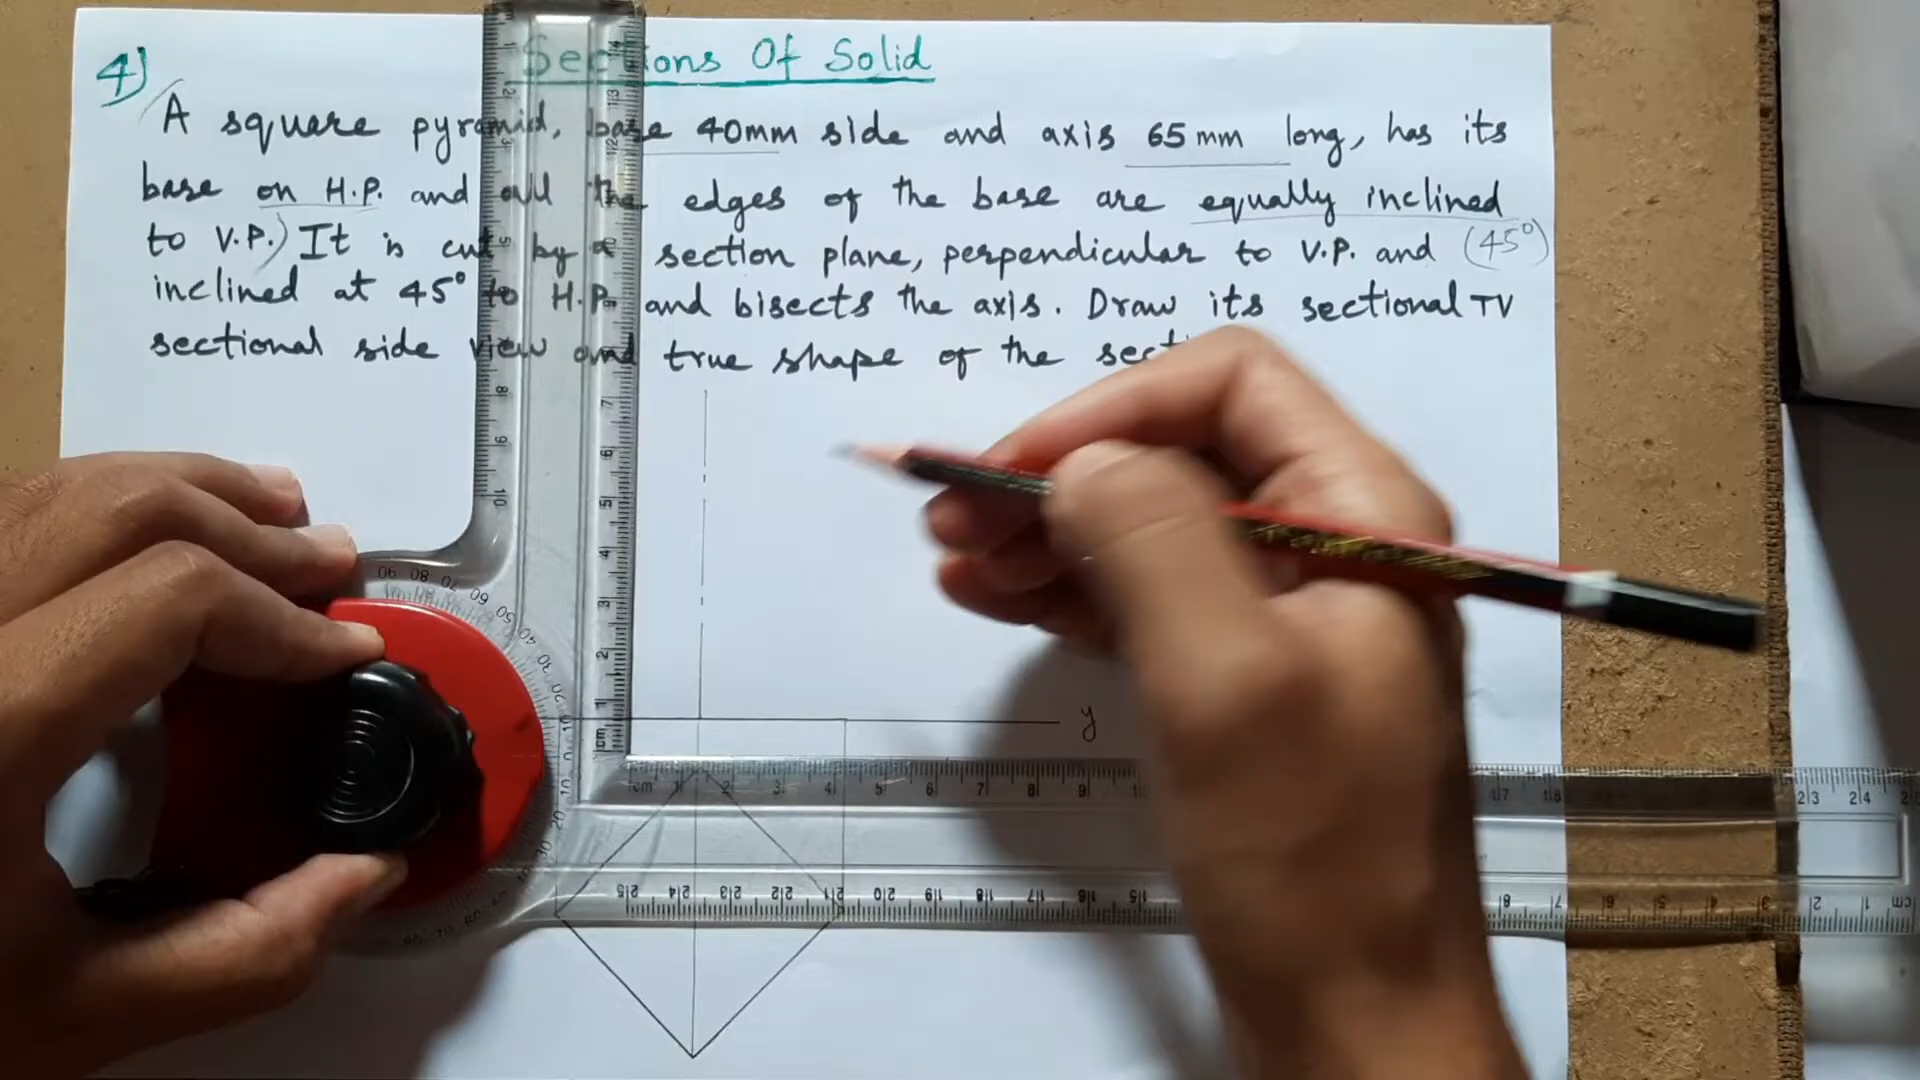 4)
Sections Of Solid
A square pyramid, base 40mm side and axis 65 mm long, has its
base on H.P. and all the edges of the base are equally inclined
to V.P.) It is cut by a section plane, perpendicular to V.P. and (45°)
inclined at 45° to H.P. and bisects the axis. Draw its sectional TV
sectional side view and true shape of the
y